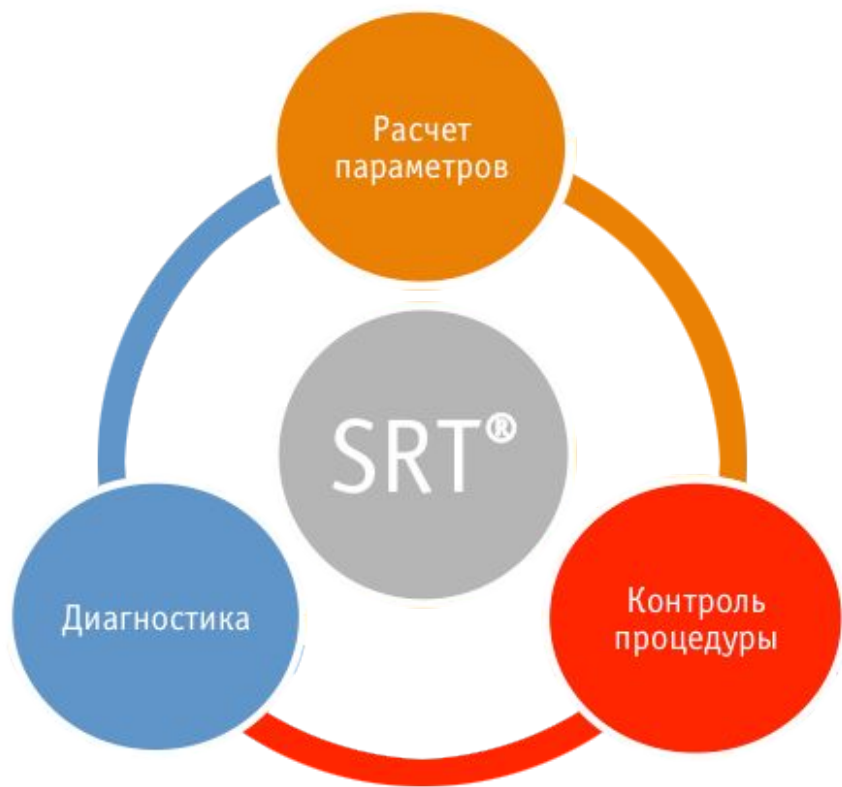 Расчет
параметров
SRT®
Диагностика
Контроль
процедуры